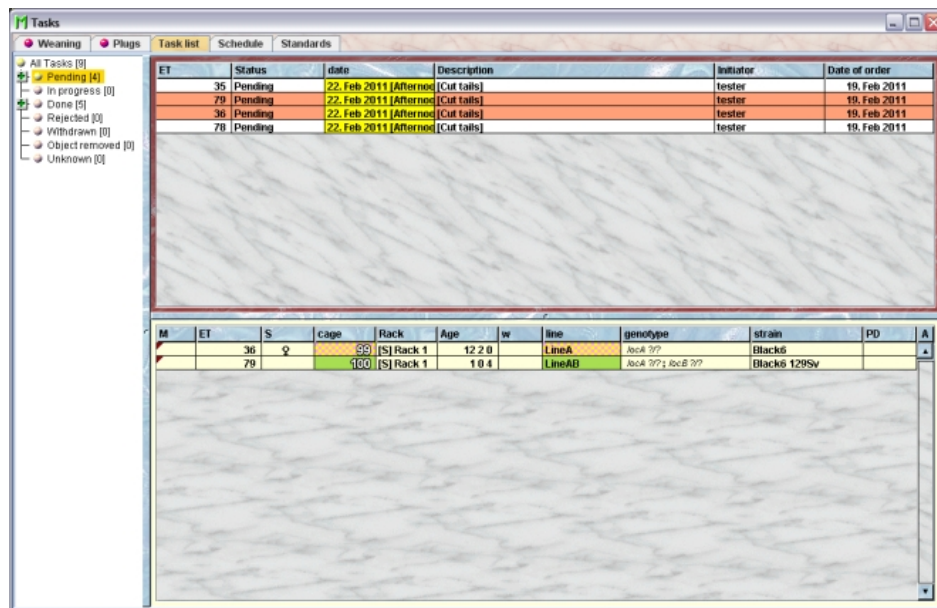 Tasks
Weaning Plugs Task list Schedule Standards
All Tasks [9]
Pending [4]
In progress [0]
Done [5]
Rejected [0]
Withdrawn [0]
Object removed [0]
Unknown [0]
ET Status date Description Initiator Date of order
35 Pending 22. Feb 2011 [Afternoo [Cut tails] tester 19. Feb 2011
79 Pending 22. Feb 2011 [Afternoo [Cut tails] tester 19. Feb 2011
36 Pending 22. Feb 2011 [Afternoo [Cut tails] tester 19. Feb 2011
78 Pending 22. Feb 2011 [Afternoo [Cut tails] tester 19. Feb 2011
M ET S cage Rack Age w line genotype strain PD A
36 ♀ 99 [S] Rack 1 12 2 0 LineA locA ?/? Black6
79 100 [S] Rack 1 1 0 4 LineAB locA ?/? ; locB ?/? Black6 129Sv